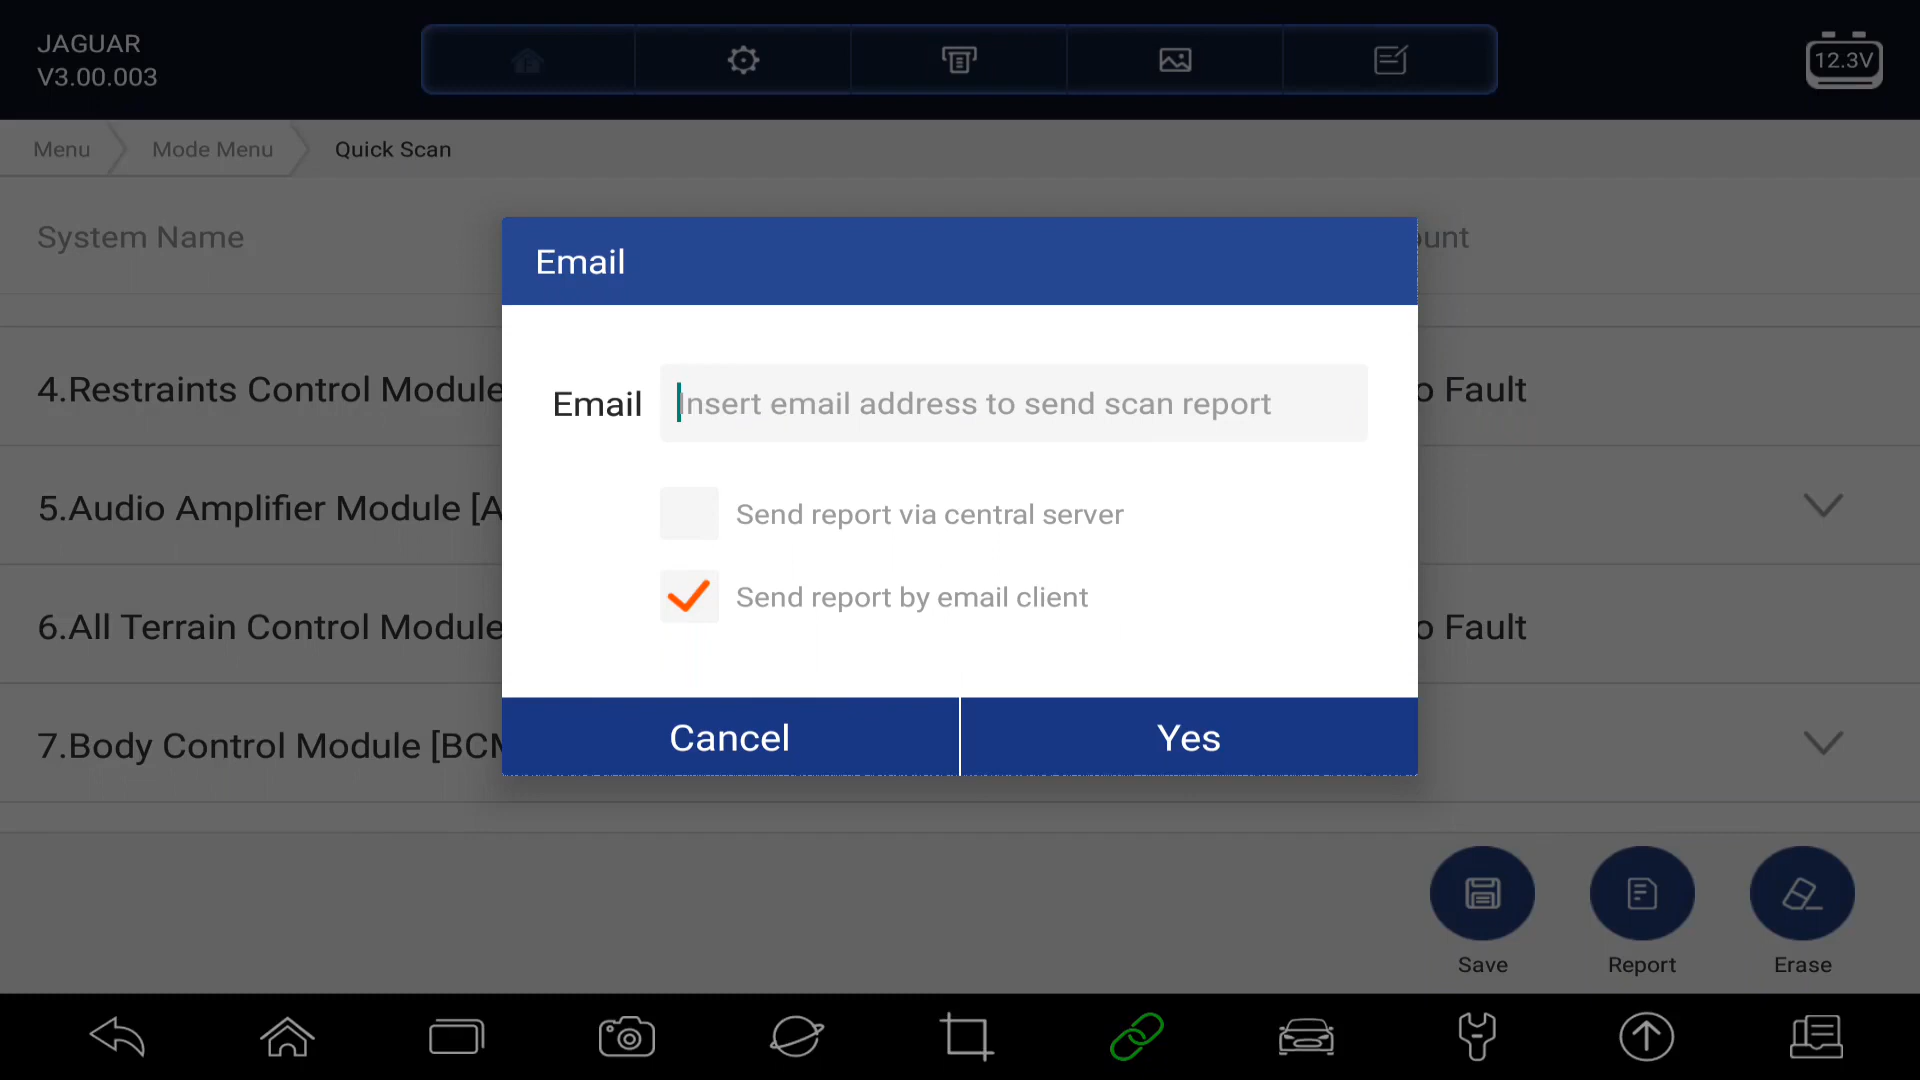 JAGUAR
V3.00.003
12.3V
Menu
Mode Menu
Quick Scan
System Name
Email
Email
Insert email address to send scan report
Send report via central server
Send report by email client
Cancel
Yes
4.Restraints Control Module
Fault
5.Audio Amplifier Module [A
6.All Terrain Control Module
Fault
7.Body Control Module [BCM
Save
Report
Erase